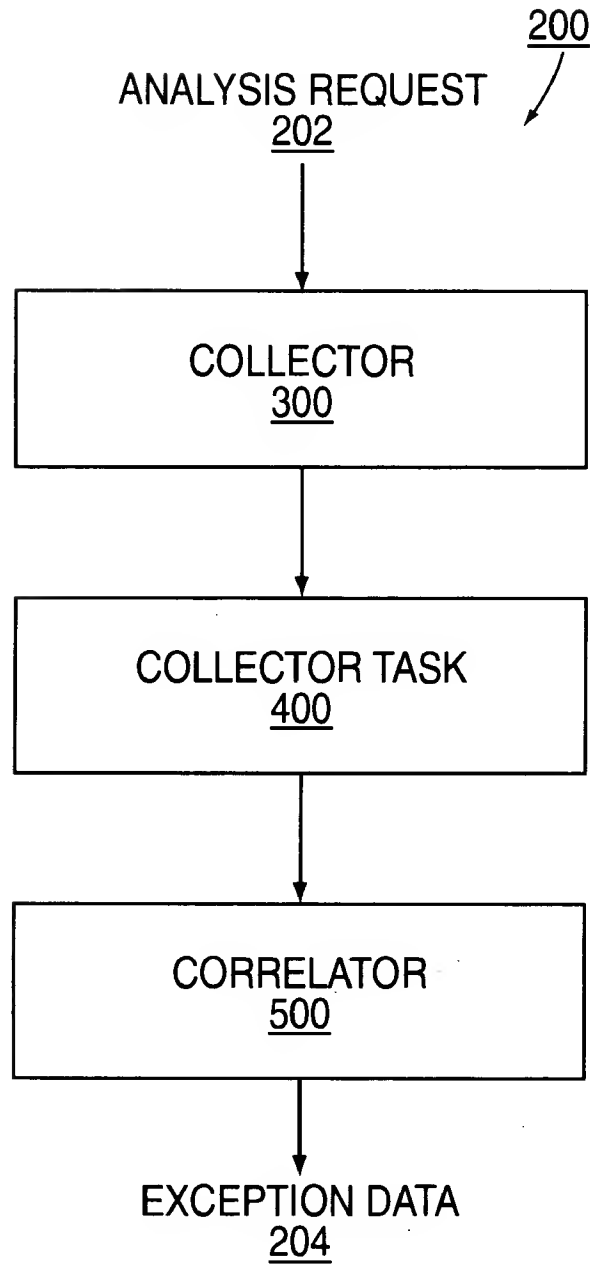 200
ANALYSIS REQUEST
202
COLLECTOR
300
COLLECTOR TASK
400
CORRELATOR
500
EXCEPTION DATA
204